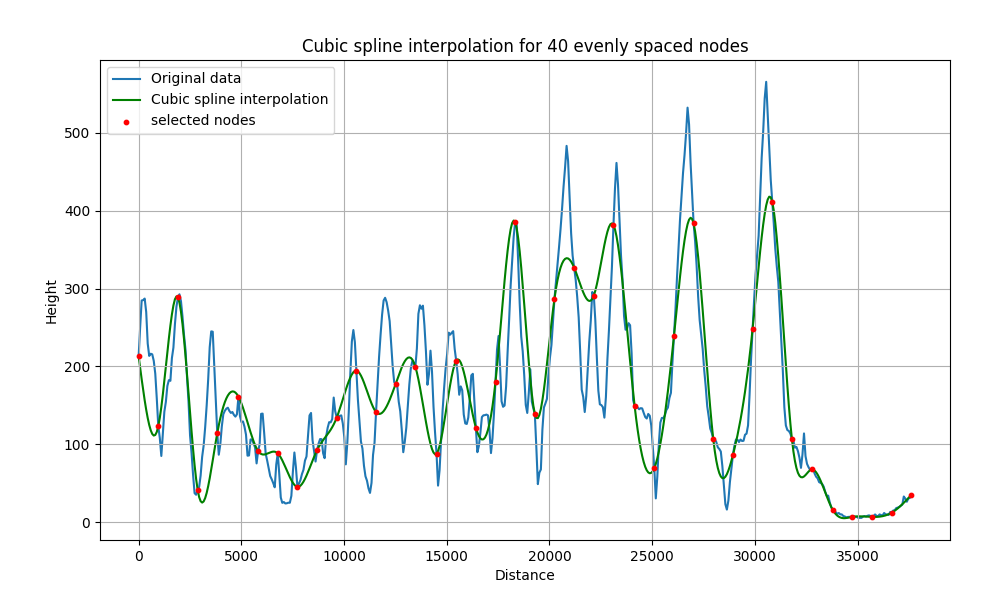 Cubic spline interpolation for 40 evenly spaced nodes
Original data
Cubic spline interpolation
selected nodes
500
400
300
200
100
0
Height
0 5000 10000 15000 20000 25000 30000 35000
Distance